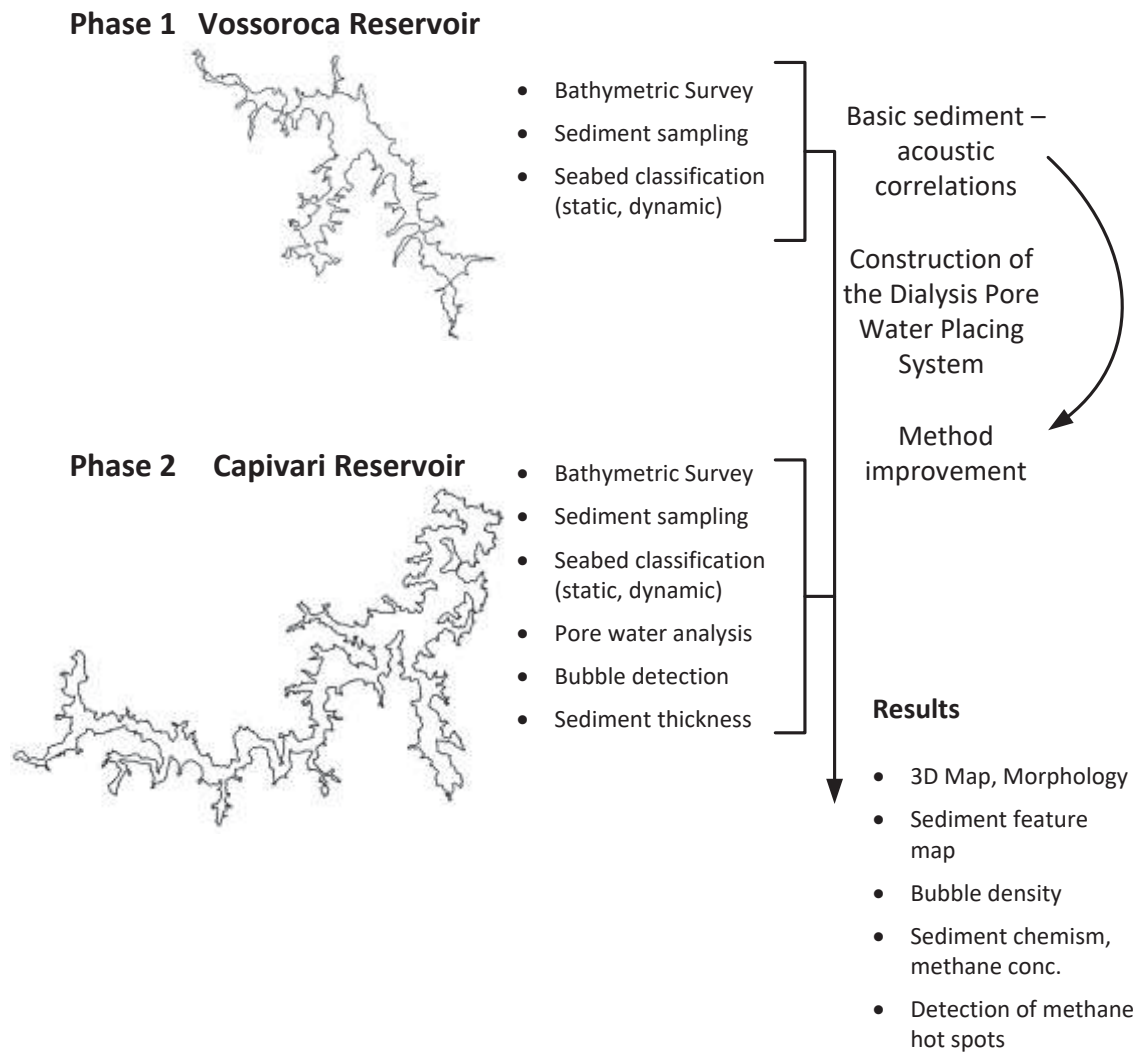 Phase 1 Vossoroca Reservoir
• Bathymetric Survey
• Sediment sampling
• Seabed classification
(static, dynamic)
Basic sediment –
acoustic
correlations
Construction of
the Dialysis Pore
Water Placing
System
Method
improvement
Phase 2 Capivari Reservoir
• Bathymetric Survey
• Sediment sampling
• Seabed classification
(static, dynamic)
• Pore water analysis
• Bubble detection
• Sediment thickness
Results
• 3D Map, Morphology
• Sediment feature
map
• Bubble density
• Sediment chemism,
methane conc.
• Detection of methane
hot spots